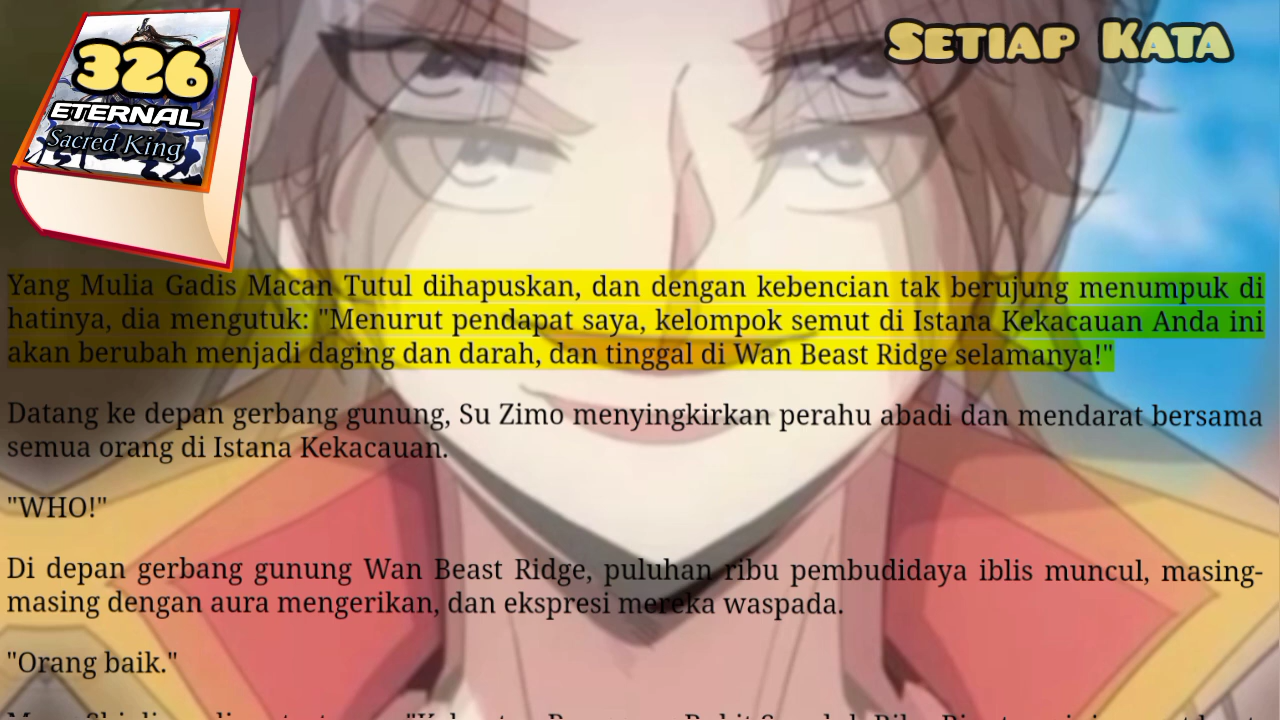 326
ETERNAL
Sacred King
SETIAP KATA
Yang Mulia Gadis Macan Tutul dihapuskan, dan dengan kebencian tak berujung menumpuk di
hatinya, dia mengutuk: "Menurut pendapat saya, kelompok semut di Istana Kekacauan Anda ini
akan berubah menjadi daging dan darah, dan tinggal di Wan Beast Ridge selamanya!"
Datang ke depan gerbang gunung, Su Zimo menyingkirkan perahu abadi dan mendarat bersama
semua orang di Istana Kekacauan.
"WHO!"
Di depan gerbang gunung Wan Beast Ridge, puluhan ribu pembudidaya iblis muncul, masing-
masing dengan aura mengerikan, dan ekspresi mereka waspada.
"Orang baik."